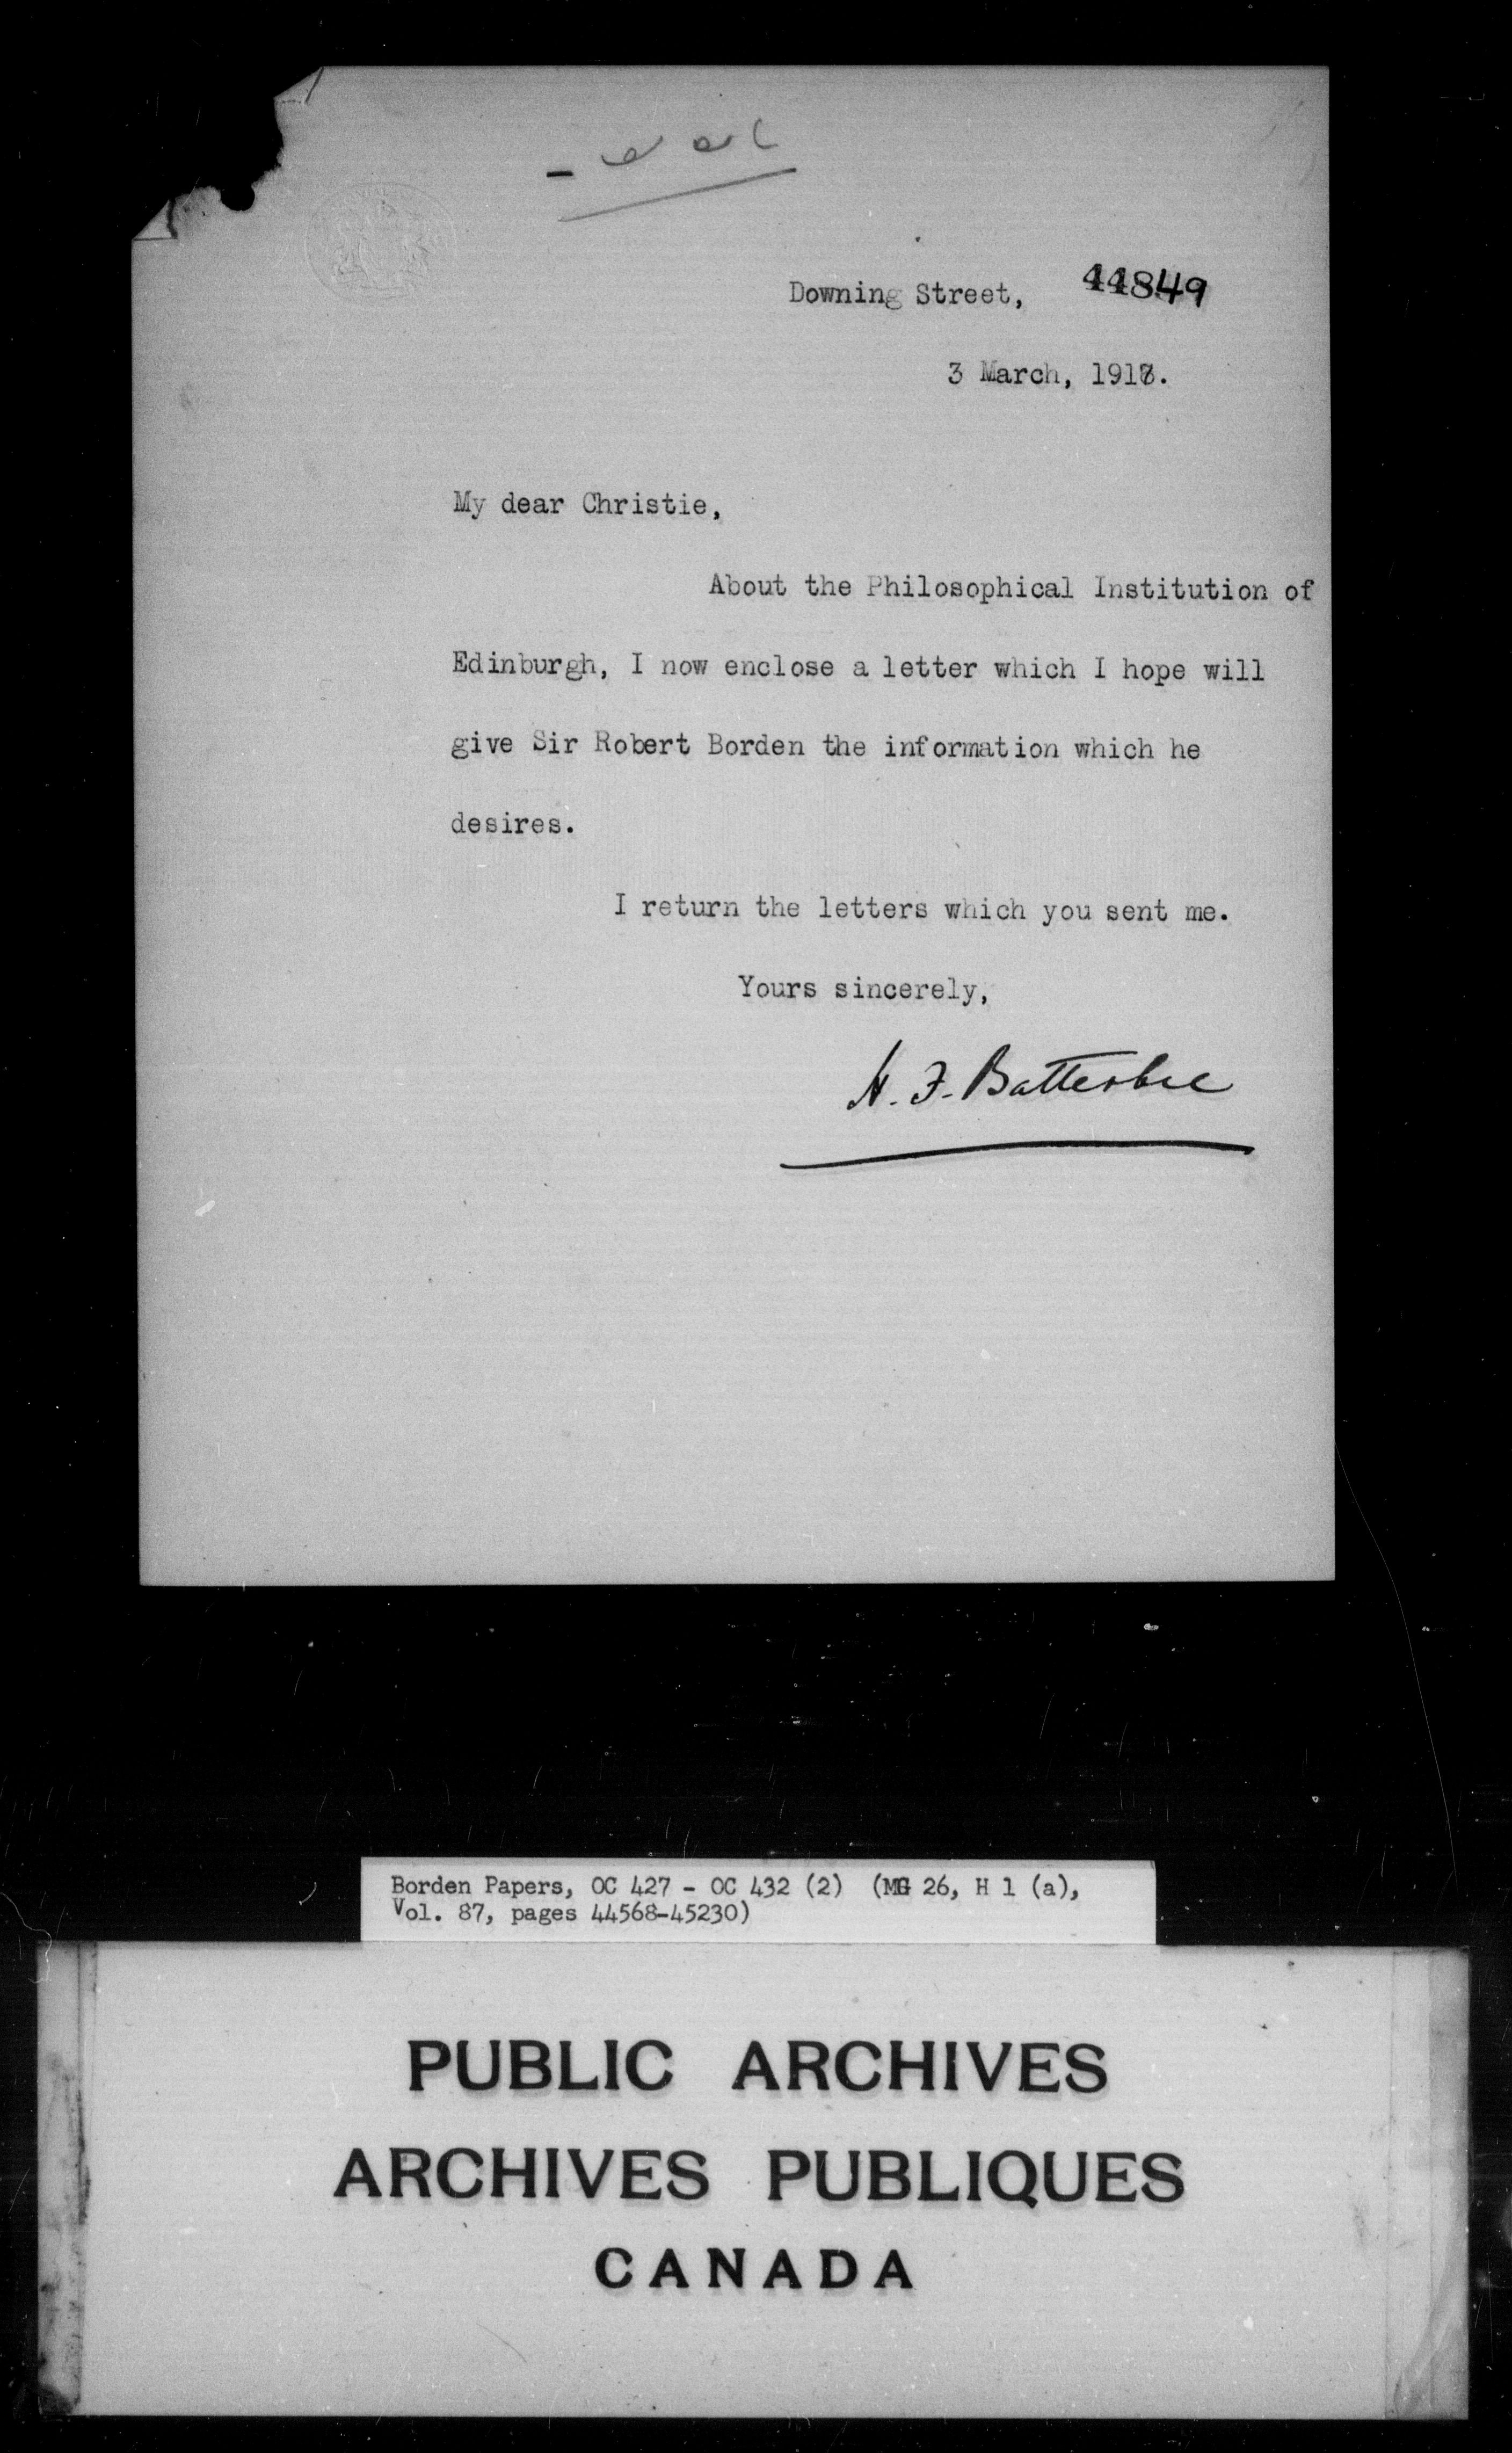 Downing Street, 44849
3 March, 1918.
My dear Christie,
About the Philosophical Institution of
Edinburgh, I now enclose a letter which I hope will
give Sir Robert Borden the information which he
desires.
I return the letters which you sent me.
Yours sincerely,
H. F. Batterbee
Borden Papers, OC 427 - OC 432 (2) (MG 26, H 1 (a),
Vol. 87, pages 44568-45230)
PUBLIC ARCHIVES
ARCHIVES PUBLIQUES
CANADA